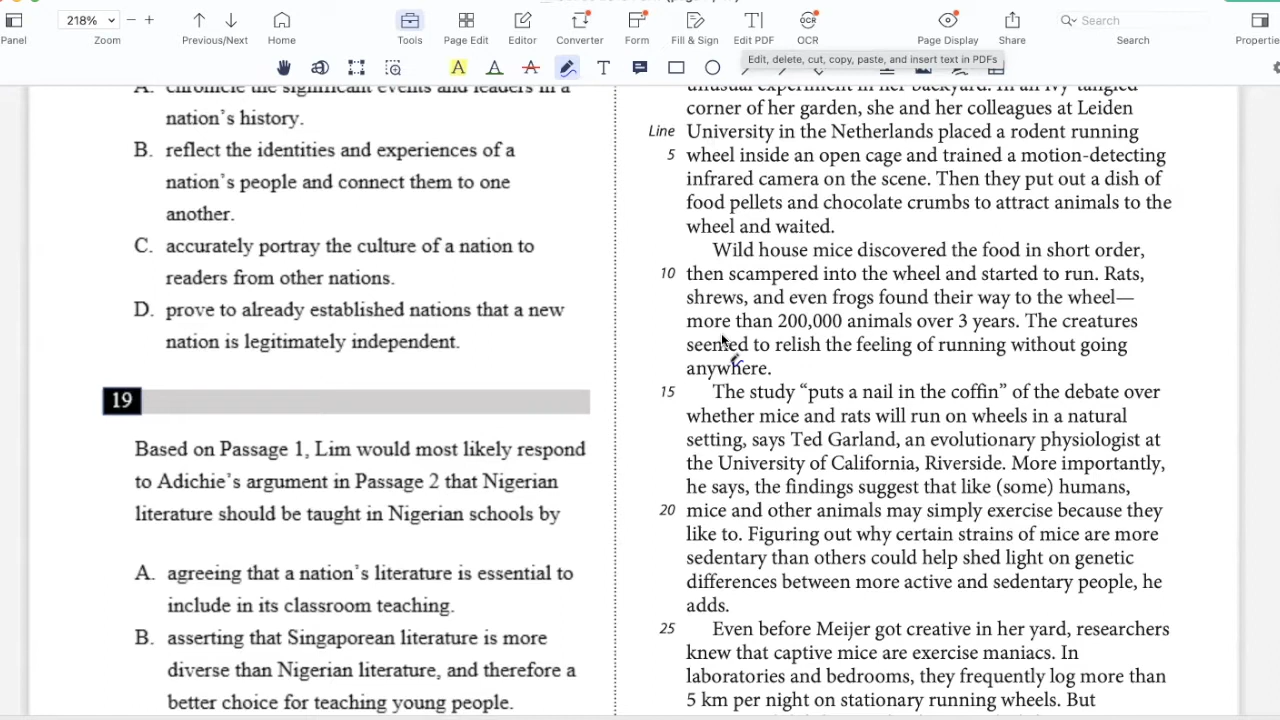 218%
Panel
Zoom
Previous/Next
Home
Tools
Page Edit
Editor
Converter
Form
Fill & Sign
Edit PDF
OCR
OCR
Page Display
Share
Search
Search
Propertie
Edit, delete, cut, copy, paste, and insert text in PDFs
A. chronicle the significant events and leaders in a
nation's history.
B. reflect the identities and experiences of a
nation's people and connect them to one
another.
C. accurately portray the culture of a nation to
readers from other nations.
D. prove to already established nations that a new
nation is legitimately independent.
19
Based on Passage 1, Lim would most likely respond
to Adichie's argument in Passage 2 that Nigerian
literature should be taught in Nigerian schools by
A. agreeing that a nation's literature is essential to
include in its classroom teaching.
B. asserting that Singaporean literature is more
diverse than Nigerian literature, and therefore a
better choice for teaching young people.
unusual experiment in her backyard. In an ivy-tangled
corner of her garden, she and her colleagues at Leiden
Line University in the Netherlands placed a rodent running
5 wheel inside an open cage and trained a motion-detecting
infrared camera on the scene. Then they put out a dish of
food pellets and chocolate crumbs to attract animals to the
wheel and waited.
Wild house mice discovered the food in short order,
10 then scampered into the wheel and started to run. Rats,
shrews, and even frogs found their way to the wheel—
more than 200,000 animals over 3 years. The creatures
seemed to relish the feeling of running without going
anywhere.
15 The study “puts a nail in the coffin” of the debate over
whether mice and rats will run on wheels in a natural
setting, says Ted Garland, an evolutionary physiologist at
the University of California, Riverside. More importantly,
he says, the findings suggest that like (some) humans,
20 mice and other animals may simply exercise because they
like to. Figuring out why certain strains of mice are more
sedentary than others could help shed light on genetic
differences between more active and sedentary people, he
adds.
25 Even before Meijer got creative in her yard, researchers
knew that captive mice are exercise maniacs. In
laboratories and bedrooms, they frequently log more than
5 km per night on stationary running wheels. But